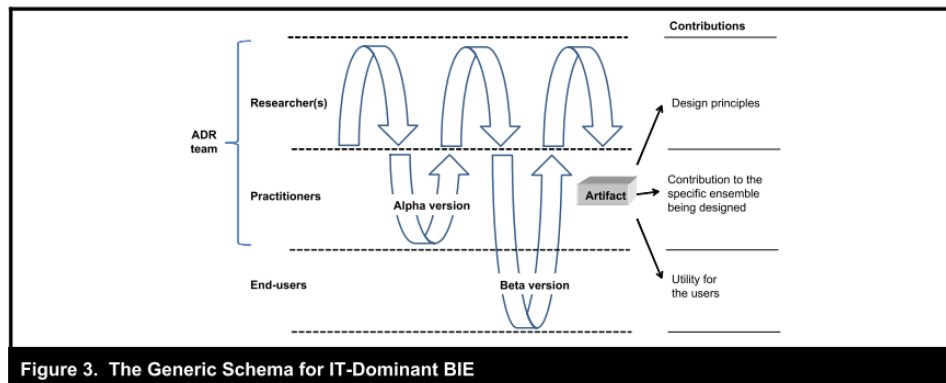 Contributions
Researcher(s)
Design principles
ADR
team
Practitioners
Alpha version
Artifact
Contribution to the
specific ensemble
being designed
End-users
Beta version
Utility for
the users
Figure 3. The Generic Schema for IT-Dominant BIE